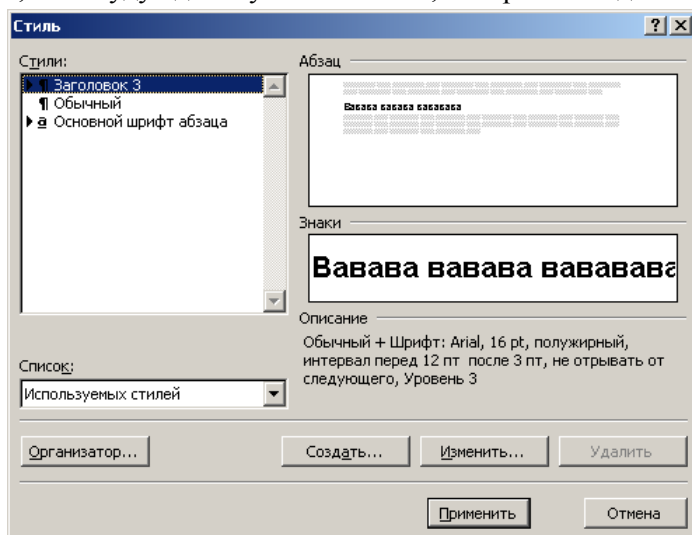 Стиль
Стили:
¶ Заголовок 3
¶ Обычный
a Основной шрифт абзаца
Список:
Используемых стилей
Абзац
Вавава вавава вававава
Знаки
Вавава вавава вававава
Описание
Обычный + Шрифт: Arial, 16 pt, полужирный,
интервал перед 12 пт после 3 пт, не отрывать от
следующего, Уровень 3
Организатор...
Создать...
Изменить...
Удалить
Применить
Отмена